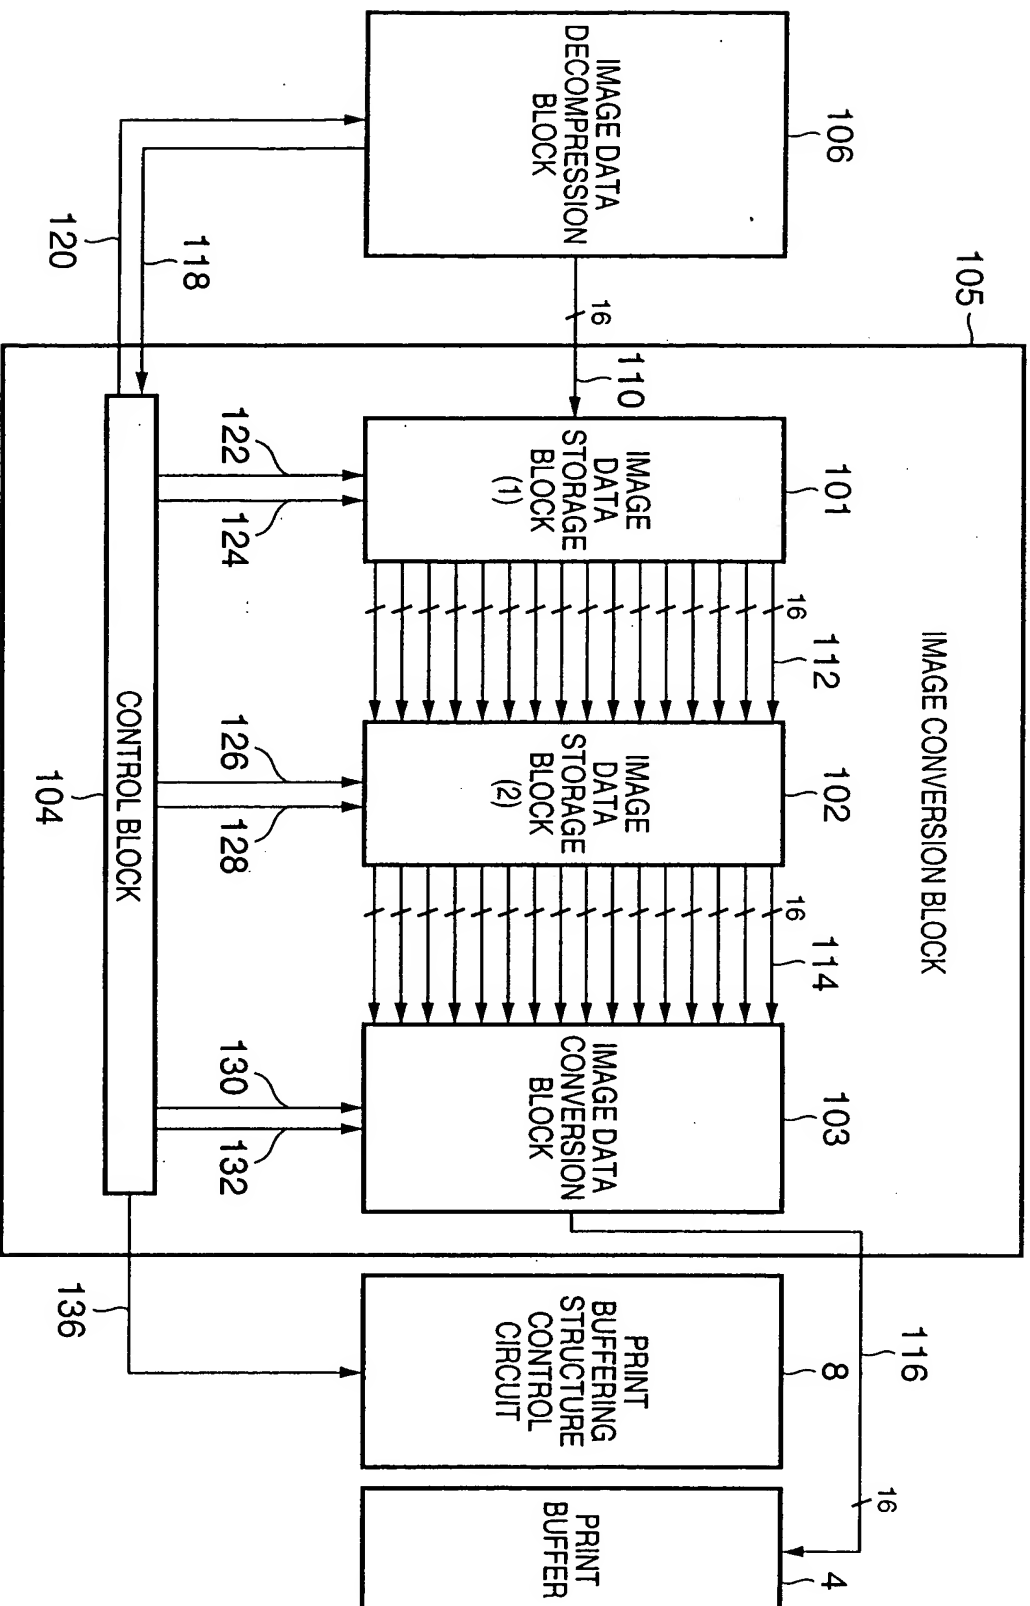 IMAGE CONVERSION BLOCK
105
106
IMAGE DATA
DECOMPRESSION
BLOCK
16
110
101
IMAGE
DATA
STORAGE
BLOCK
(1)
16
112
102
IMAGE
DATA
STORAGE
BLOCK
(2)
16
114
103
IMAGE DATA
CONVERSION
BLOCK
116
16
8
PRINT
BUFFERING
STRUCTURE
CONTROL
CIRCUIT
4
PRINT
BUFFER
118
120
122
124
126
128
130
132
CONTROL BLOCK
104
136